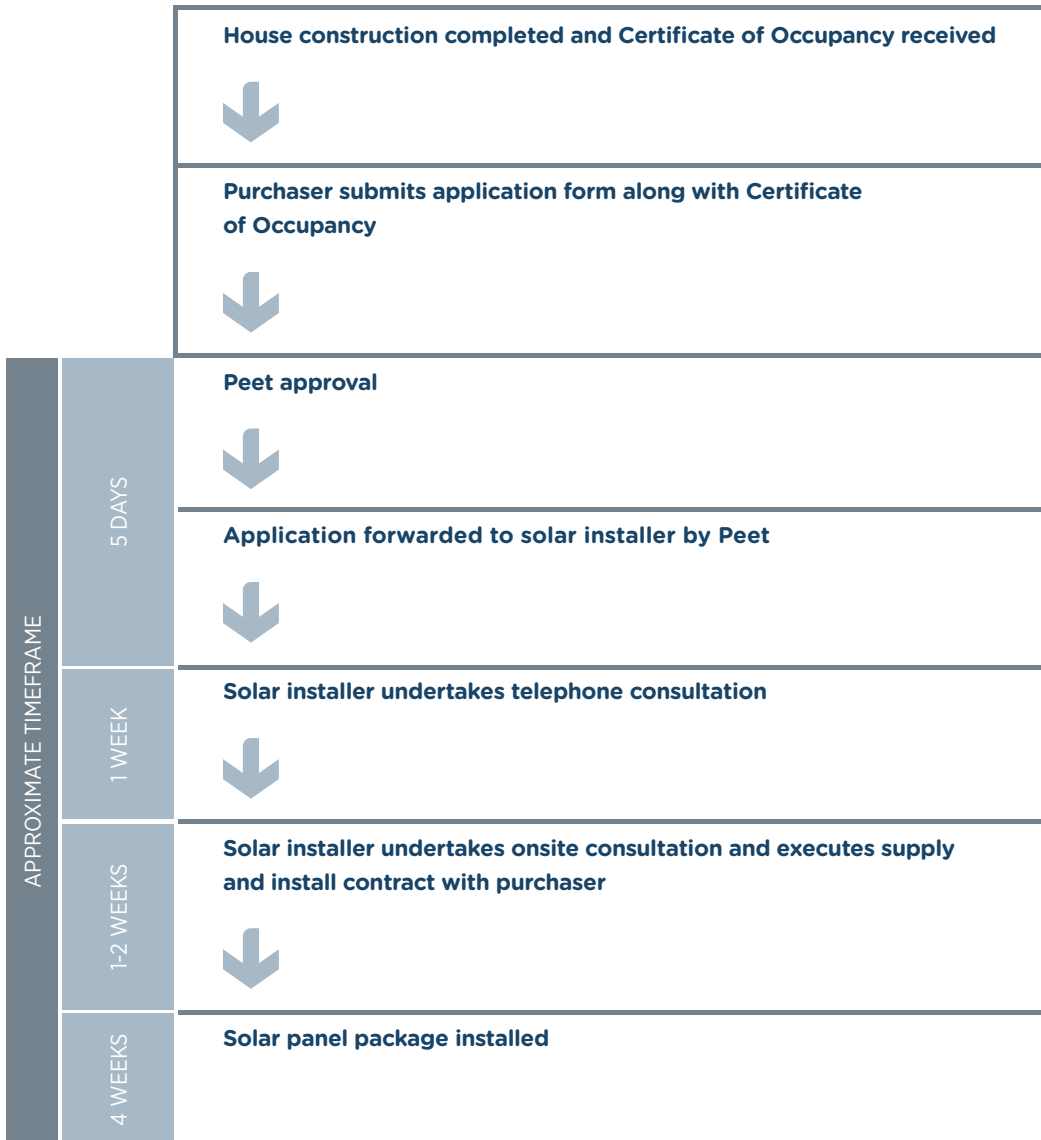 House construction completed and Certificate of Occupancy received
Purchaser submits application form along with Certificate
of Occupancy
APPROXIMATE TIMEFRAME
5 DAYS
Peet approval
Application forwarded to solar installer by Peet
1 WEEK
Solar installer undertakes telephone consultation
1-2 WEEKS
Solar installer undertakes onsite consultation and executes supply
and install contract with purchaser
4 WEEKS
Solar panel package installed